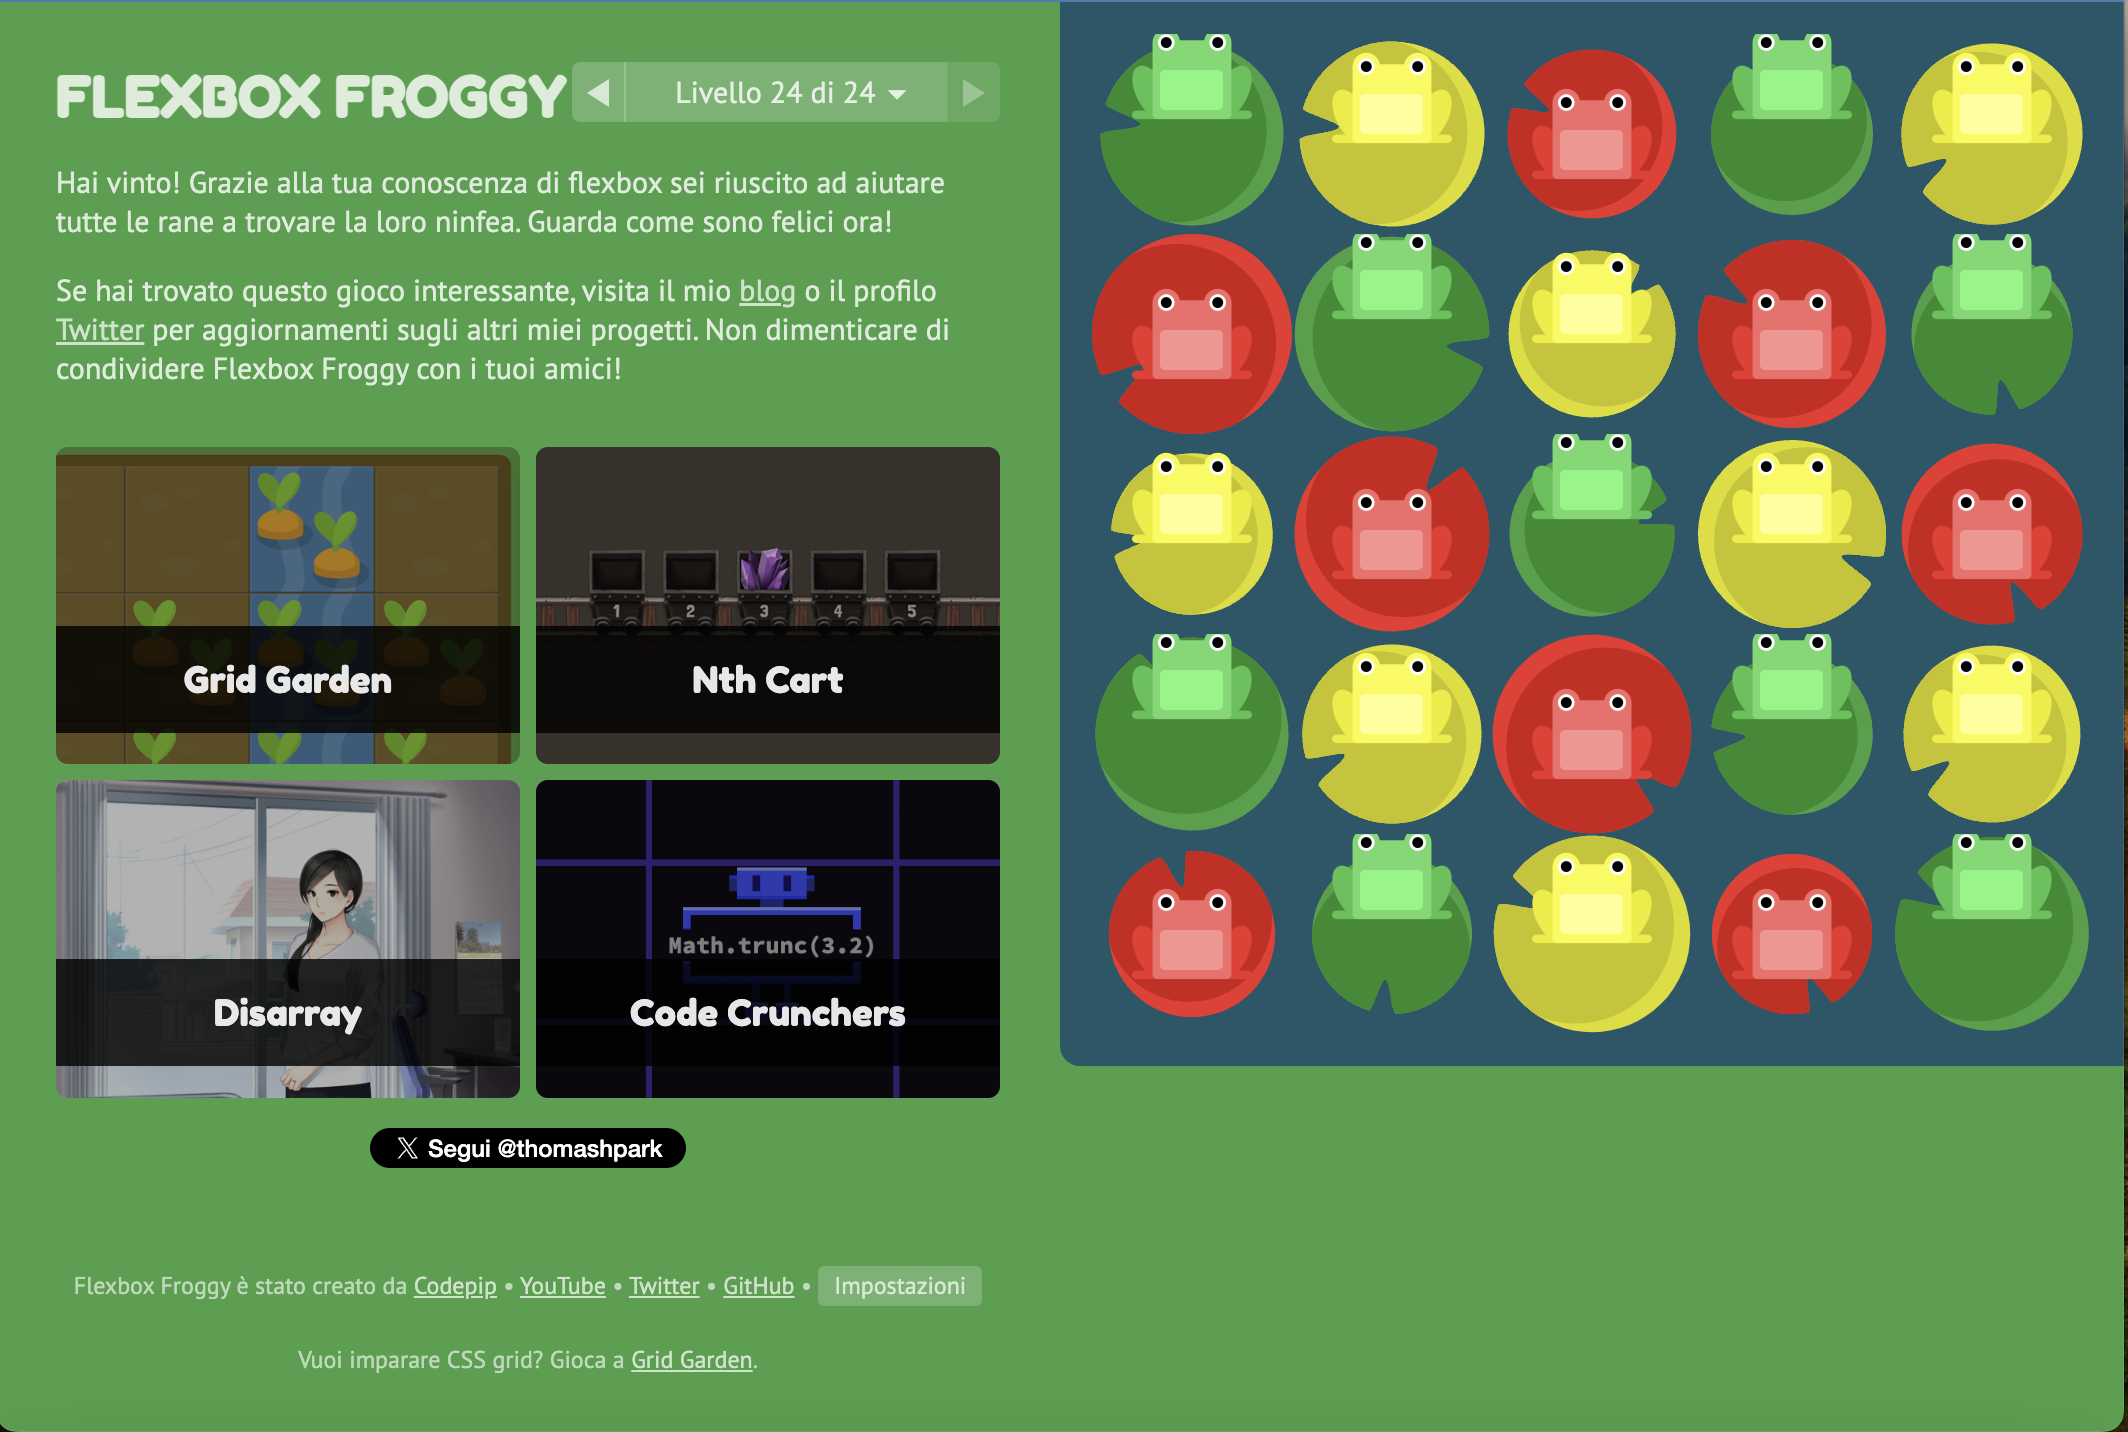 FLEXBOX FROGGY
Livello 24 di 24
Hai vinto! Grazie alla tua conoscenza di flexbox sei riuscito ad aiutare
tutte le rane a trovare la loro ninfea. Guarda come sono felici ora!
Se hai trovato questo gioco interessante, visita il mio blog o il profilo
Twitter per aggiornamenti sugli altri miei progetti. Non dimenticare di
condividere Flexbox Froggy con i tuoi amici!
Grid Garden
1 2 3 4 5
Nth Cart
Disarray
Math.trunc(3.2)
Code Crunchers
X Segui @thomashpark
Flexbox Froggy è stato creato da Codepip • YouTube • Twitter • GitHub • Impostazioni
Vuoi imparare CSS grid? Gioca a Grid Garden.